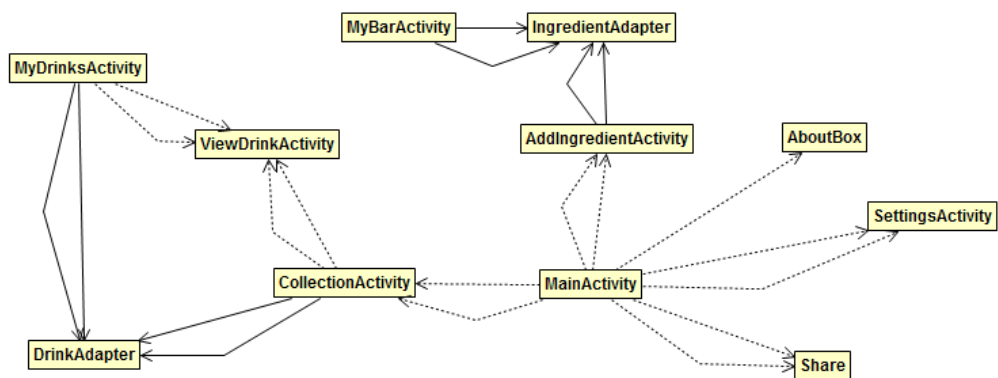 MyBarActivity
IngredientAdapter
MyDrinksActivity
ViewDrinkActivity
AddIngredientActivity
AboutBox
SettingsActivity
CollectionActivity
MainActivity
DrinkAdapter
Share